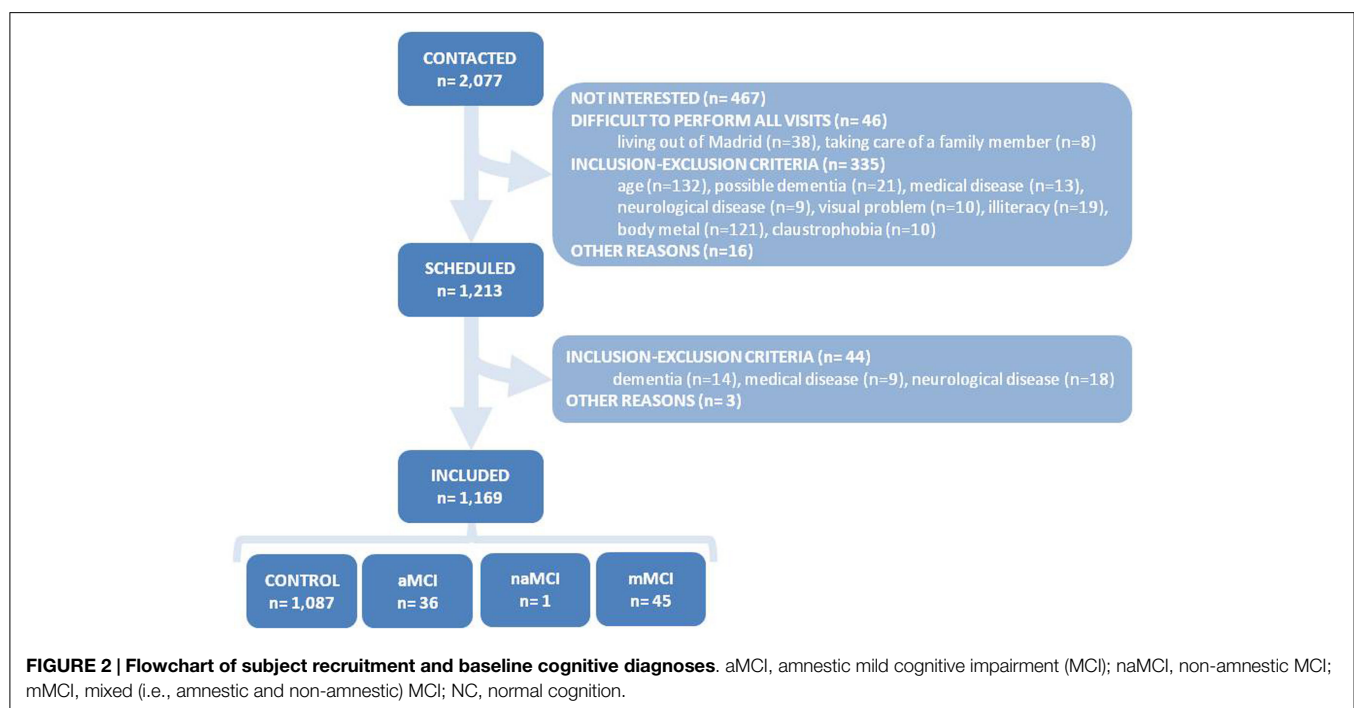 CONTACTED
n= 2,077
NOT INTERESTED (n= 467)
DIFFICULT TO PERFORM ALL VISITS (n= 46)
living out of Madrid (n=38), taking care of a family member (n=8)
INCLUSION-EXCLUSION CRITERIA (n= 335)
age (n=132), possible dementia (n=21), medical disease (n=13),
neurological disease (n=9), visual problem (n=10), illiteracy (n=19),
body metal (n=121), claustrophobia (n=10)
OTHER REASONS (n=16)
SCHEDULED
n= 1,213
INCLUSION-EXCLUSION CRITERIA (n= 44)
dementia (n=14), medical disease (n=9), neurological disease (n=18)
OTHER REASONS (n= 3)
INCLUDED
n= 1,169
CONTROL
n= 1,087
aMCI
n= 36
naMCI
n= 1
mMCI
n= 45
FIGURE 2 | Flowchart of subject recruitment and baseline cognitive diagnoses. aMCI, amnestic mild cognitive impairment (MCI); naMCI, non-amnestic MCI;
mMCI, mixed (i.e., amnestic and non-amnestic) MCI; NC, normal cognition.